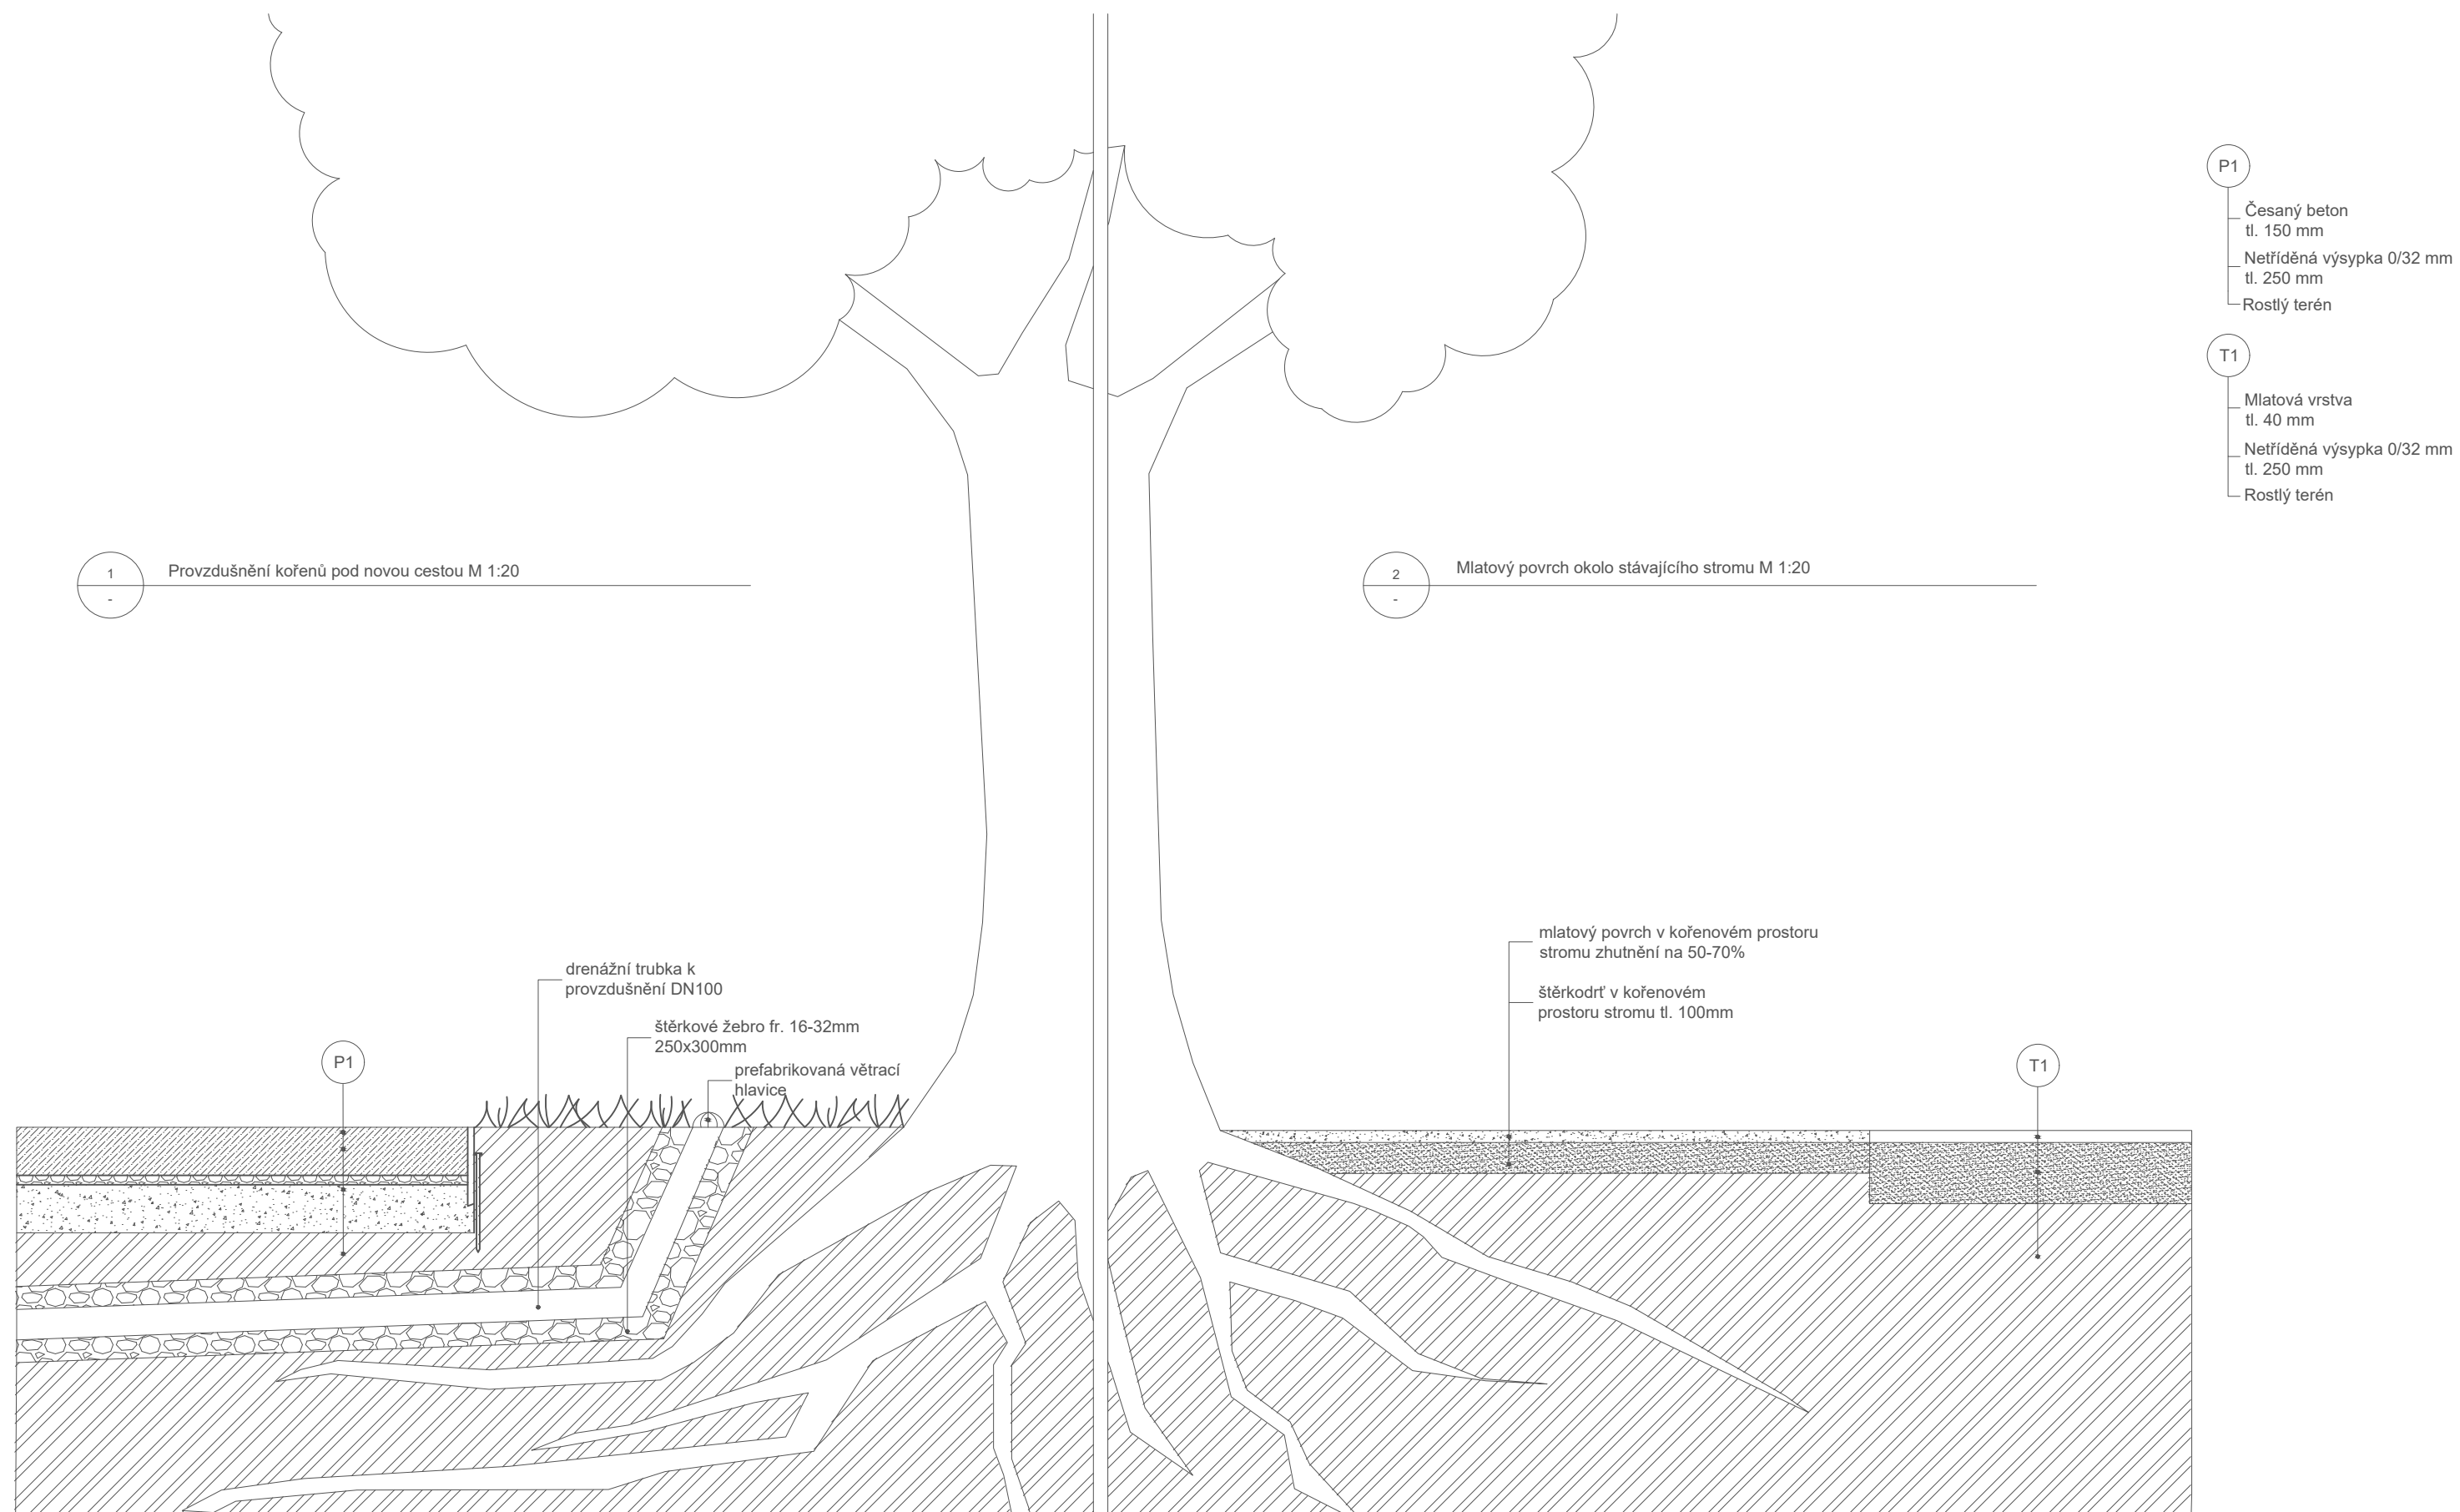 P1
Česaný beton
tl. 150 mm
Netříděná výsypka 0/32 mm
tl. 250 mm
Rostlý terén
T1
Mlatová vrstva
tl. 40 mm
Netříděná výsypka 0/32 mm
tl. 250 mm
Rostlý terén
1
-
Provzdušnění kořenů pod novou cestou M 1:20
2
-
Mlatový povrch okolo stávajícího stromu M 1:20
drenážní trubka k
provzdušnění DN100
štěrkové žebro fr. 16-32mm
250x300mm
prefabrikovaná větrací
hlavice
P1
mlatový povrch v kořenovém prostoru
stromu zhutnění na 50-70%
štěrkodrť v kořenovém
prostoru stromu tl. 100mm
T1